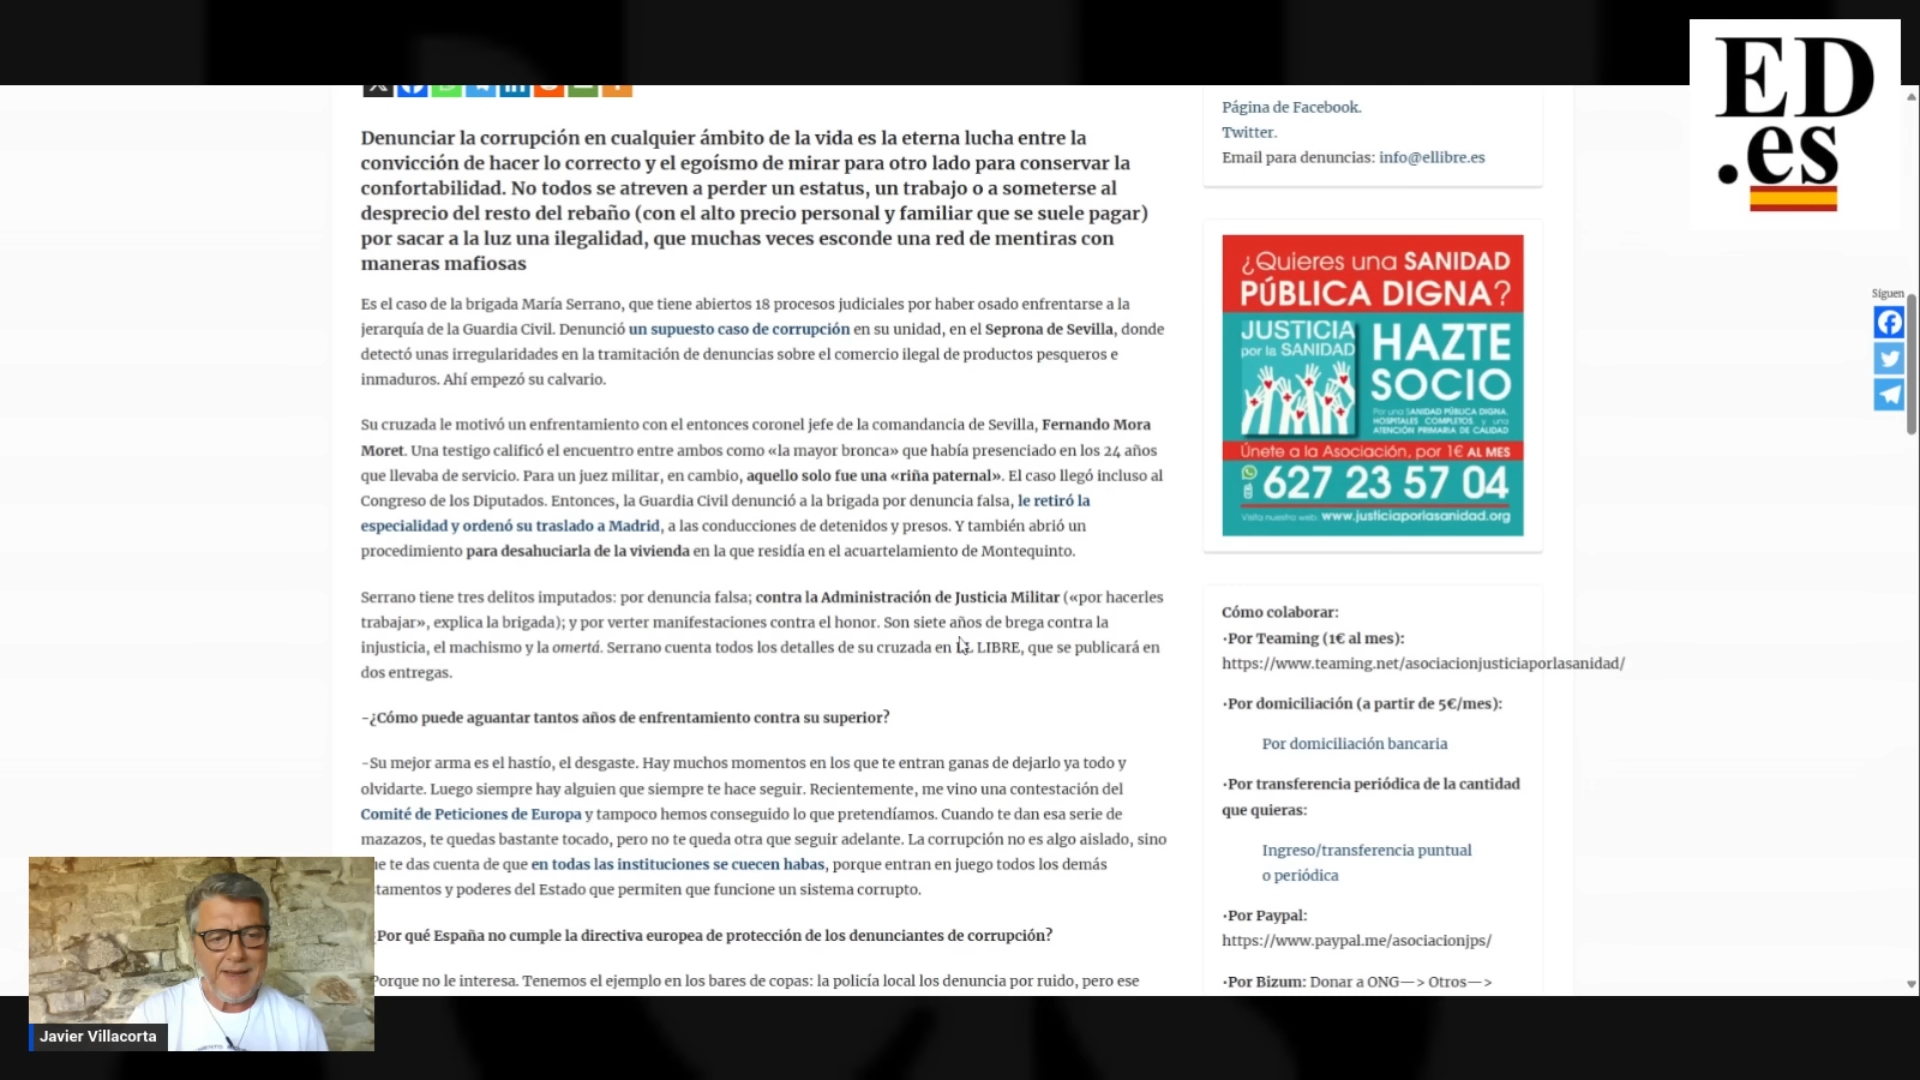 Denunciar la corrupción en cualquier ámbito de la vida es la eterna lucha entre la
convicción de hacer lo correcto y el egoísmo de mirar para otro lado para conservar la
confortabilidad. No todos se atreven a perder un estatus, un trabajo o a someterse al
desprecio del resto del rebaño (con el alto precio personal y familiar que se suele pagar)
por sacar a la luz una ilegalidad, que muchas veces esconde una red de mentiras con
maneras mafiosas
Es el caso de la brigada María Serrano, que tiene abiertos 18 procesos judiciales por haber osado enfrentarse a la
jerarquía de la Guardia Civil. Denunció un supuesto caso de corrupción en su unidad, en el Seprona de Sevilla, donde
detectó unas irregularidades en la tramitación de denuncias sobre el comercio ilegal de productos pesqueros e
inmaduros. Ahí empezó su calvario.
Su cruzada le motivó un enfrentamiento con el entonces coronel jefe de la comandancia de Sevilla, Fernando Mora
Moret. Una testigo calificó el encuentro entre ambos como «la mayor bronca» que había presenciado en los 24 años
que llevaba de servicio. Para un juez militar, en cambio, aquello solo fue una «riña paternal». El caso llegó incluso al
Congreso de los Diputados. Entonces, la Guardia Civil denunció a la brigada por denuncia falsa, le retiró la
especialidad y ordenó su traslado a Madrid, a las conducciones de detenidos y presos. Y también abrió un
procedimiento para desahuciarla de la vivienda en la que residía en el acuartelamiento de Montequinto.
Serrano tiene tres delitos imputados: por denuncia falsa; contra la Administración de Justicia Militar («por hacerles
trabajar», explica la brigada); y por verter manifestaciones contra el honor. Son siete años de brega contra la
injusticia, el machismo y la omertá. Serrano cuenta todos los detalles de su cruzada en EL LIBRE, que se publicará en
dos entregas.
-¿Cómo puede aguantar tantos años de enfrentamiento contra su superior?
-Su mejor arma es el hastío, el desgaste. Hay muchos momentos en los que te entran ganas de dejarlo ya todo y
olvidarte. Luego siempre hay alguien que siempre te hace seguir. Recientemente, me vino una contestación del
Comité de Peticiones de Europa y tampoco hemos conseguido lo que pretendíamos. Cuando te dan esa serie de
mazazos, te quedas bastante tocado, pero no te queda otra que seguir adelante. La corrupción no es algo aislado, sino
ue te das cuenta de que en todas las instituciones se cuecen habas, porque entran en juego todos los demás
stamentos y poderes del Estado que permiten que funcione un sistema corrupto.
Por qué España no cumple la directiva europea de protección de los denunciantes de corrupción?
Porque no le interesa. Tenemos el ejemplo en los bares de copas: la policía local los denuncia por ruido, pero ese
Página de Facebook.
Twitter.
Email para denuncias: info@ellibre.es
¿Quieres una SANIDAD
PÚBLICA DIGNA?
JUSTICIA
por la SANIDAD
HAZTE
SOCIO
Por una SANIDAD PÚBLICA DIGNA,
HOSPITALES COMPLETOS, y una
ATENCIÓN PRIMARIA DE CALIDAD
Únete a la Asociación, por 1€ AL MES
627 23 57 04
Visita nuestra web: www.justiciaporlasanidad.org
Cómo colaborar:
·Por Teaming (1€ al mes):
https://www.teaming.net/asociacionjusticiaporlasanidad/
·Por domiciliación (a partir de 5€/mes):
Por domiciliación bancaria
·Por transferencia periódica de la cantidad
que quieras:
Ingreso/transferencia puntual
o periódica
·Por Paypal:
https://www.paypal.me/asociacionjps/
·Por Bizum: Donar a ONG—> Otros—>
ED
.es
Siguen
Javier Villacorta